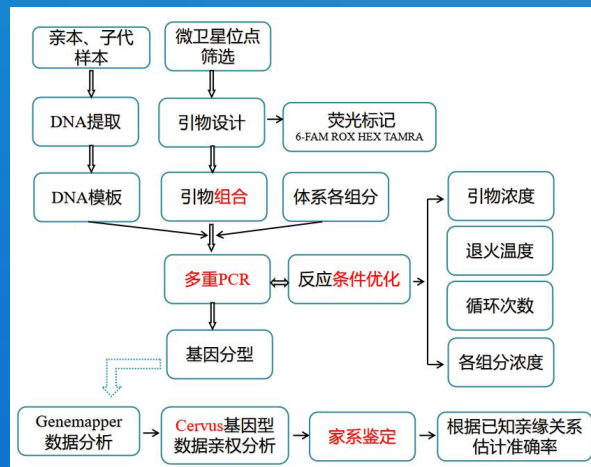 亲本、子代
样本
微卫星位点
筛选
DNA提取
引物设计
荧光标记
6-FAM ROX HEX TAMRA
DNA模板
引物组合
体系各组分
引物浓度
退火温度
多重PCR
反应条件优化
循环次数
基因分型
各组分浓度
Genemapper
数据分析
Cervus基因型
数据亲权分析
家系鉴定
根据已知亲缘关系
估计准确率